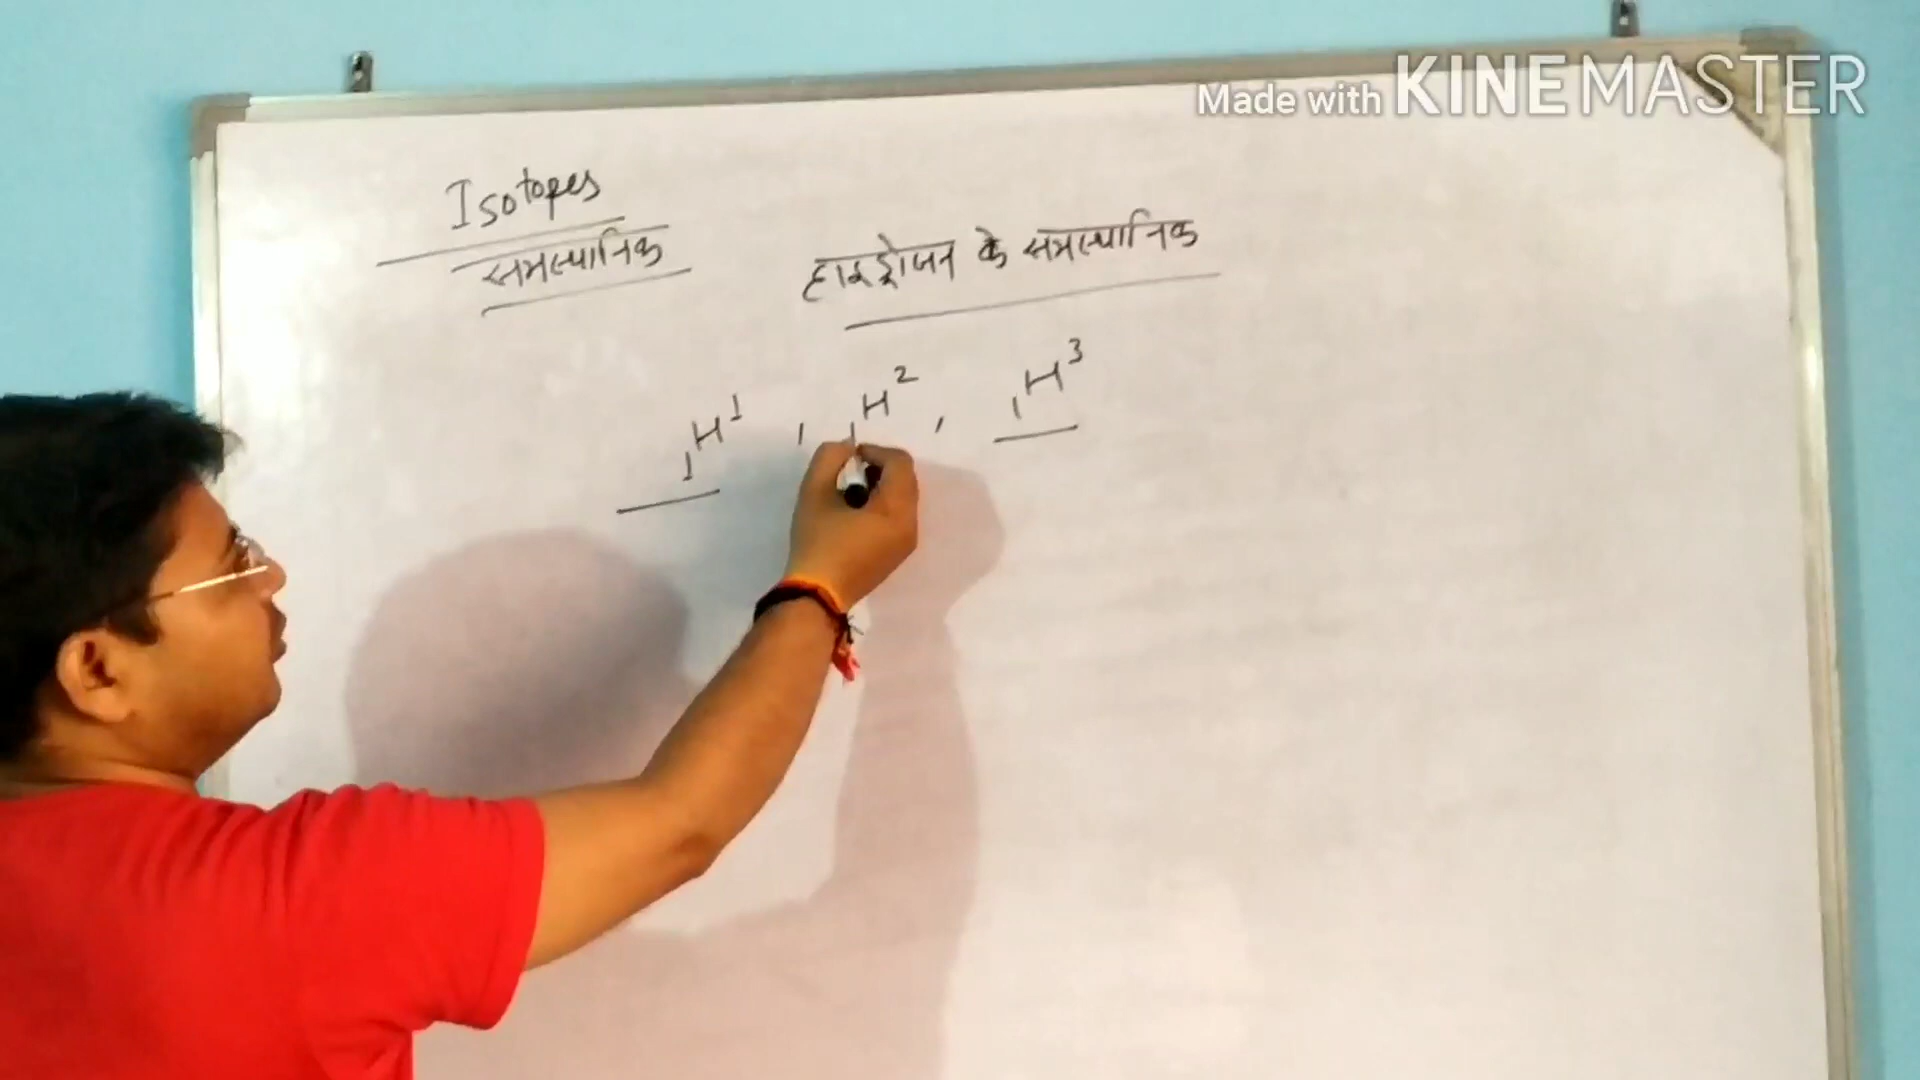 Made with KINEMASTER
Isotopes
समस्थानिक
हाइड्रोजन के समस्थानिक
₁H¹ , ₁H² , ₁H³